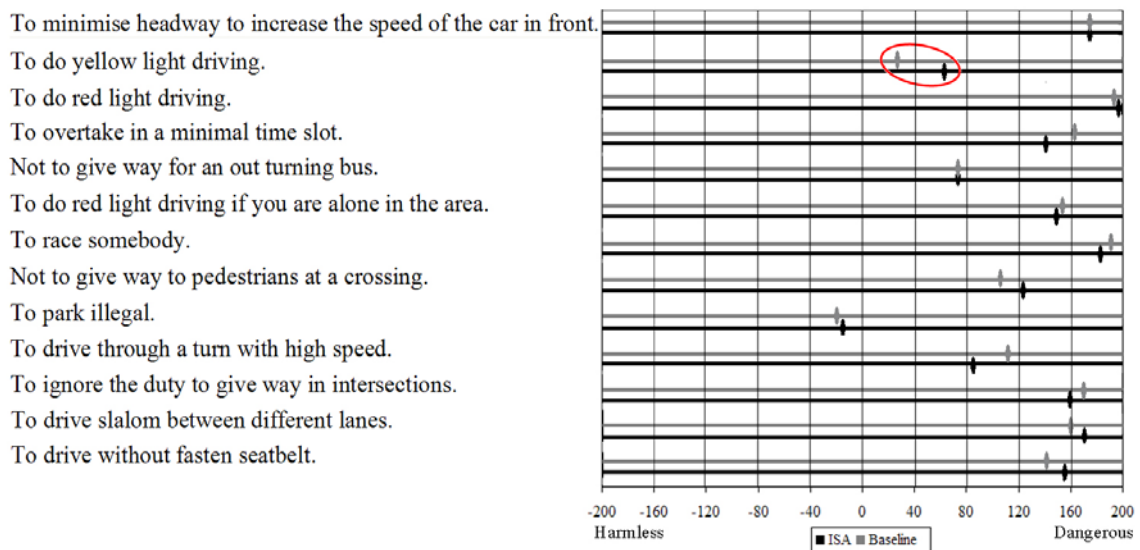 To minimise headway to increase the speed of the car in front.
To do yellow light driving.
To do red light driving.
To overtake in a minimal time slot.
Not to give way for an out turning bus.
To do red light driving if you are alone in the area.
To race somebody.
Not to give way to pedestrians at a crossing.
To park illegal.
To drive through a turn with high speed.
To ignore the duty to give way in intersections.
To drive slalom between different lanes.
To drive without fasten seatbelt.
-200 -160 -120 -80 -40 0 40 80 120 160 200
Harmless Dangerous
ISA Baseline